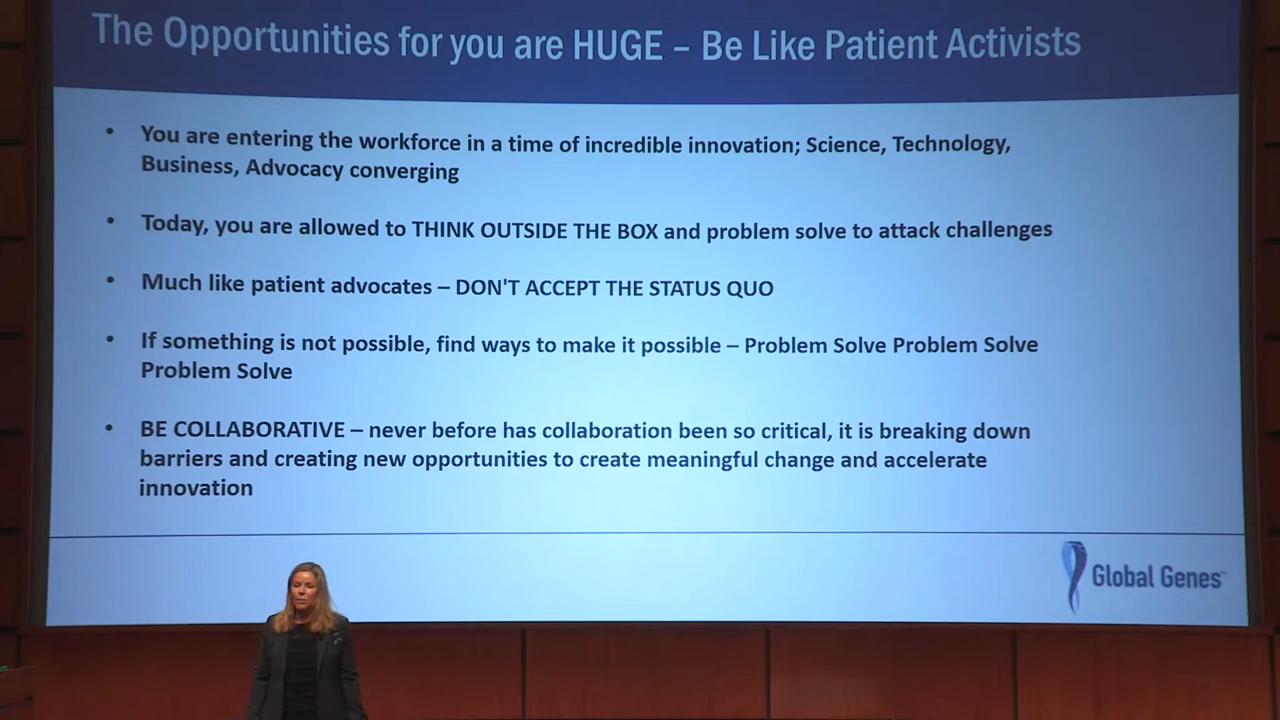 The Opportunities for you are HUGE – Be Like Patient Activists
• You are entering the workforce in a time of incredible innovation; Science, Technology,
Business, Advocacy converging
• Today, you are allowed to THINK OUTSIDE THE BOX and problem solve to attack challenges
• Much like patient advocates – DON'T ACCEPT THE STATUS QUO
• If something is not possible, find ways to make it possible – Problem Solve Problem Solve
Problem Solve
• BE COLLABORATIVE – never before has collaboration been so critical, it is breaking down
barriers and creating new opportunities to create meaningful change and accelerate
innovation
Global Genes™